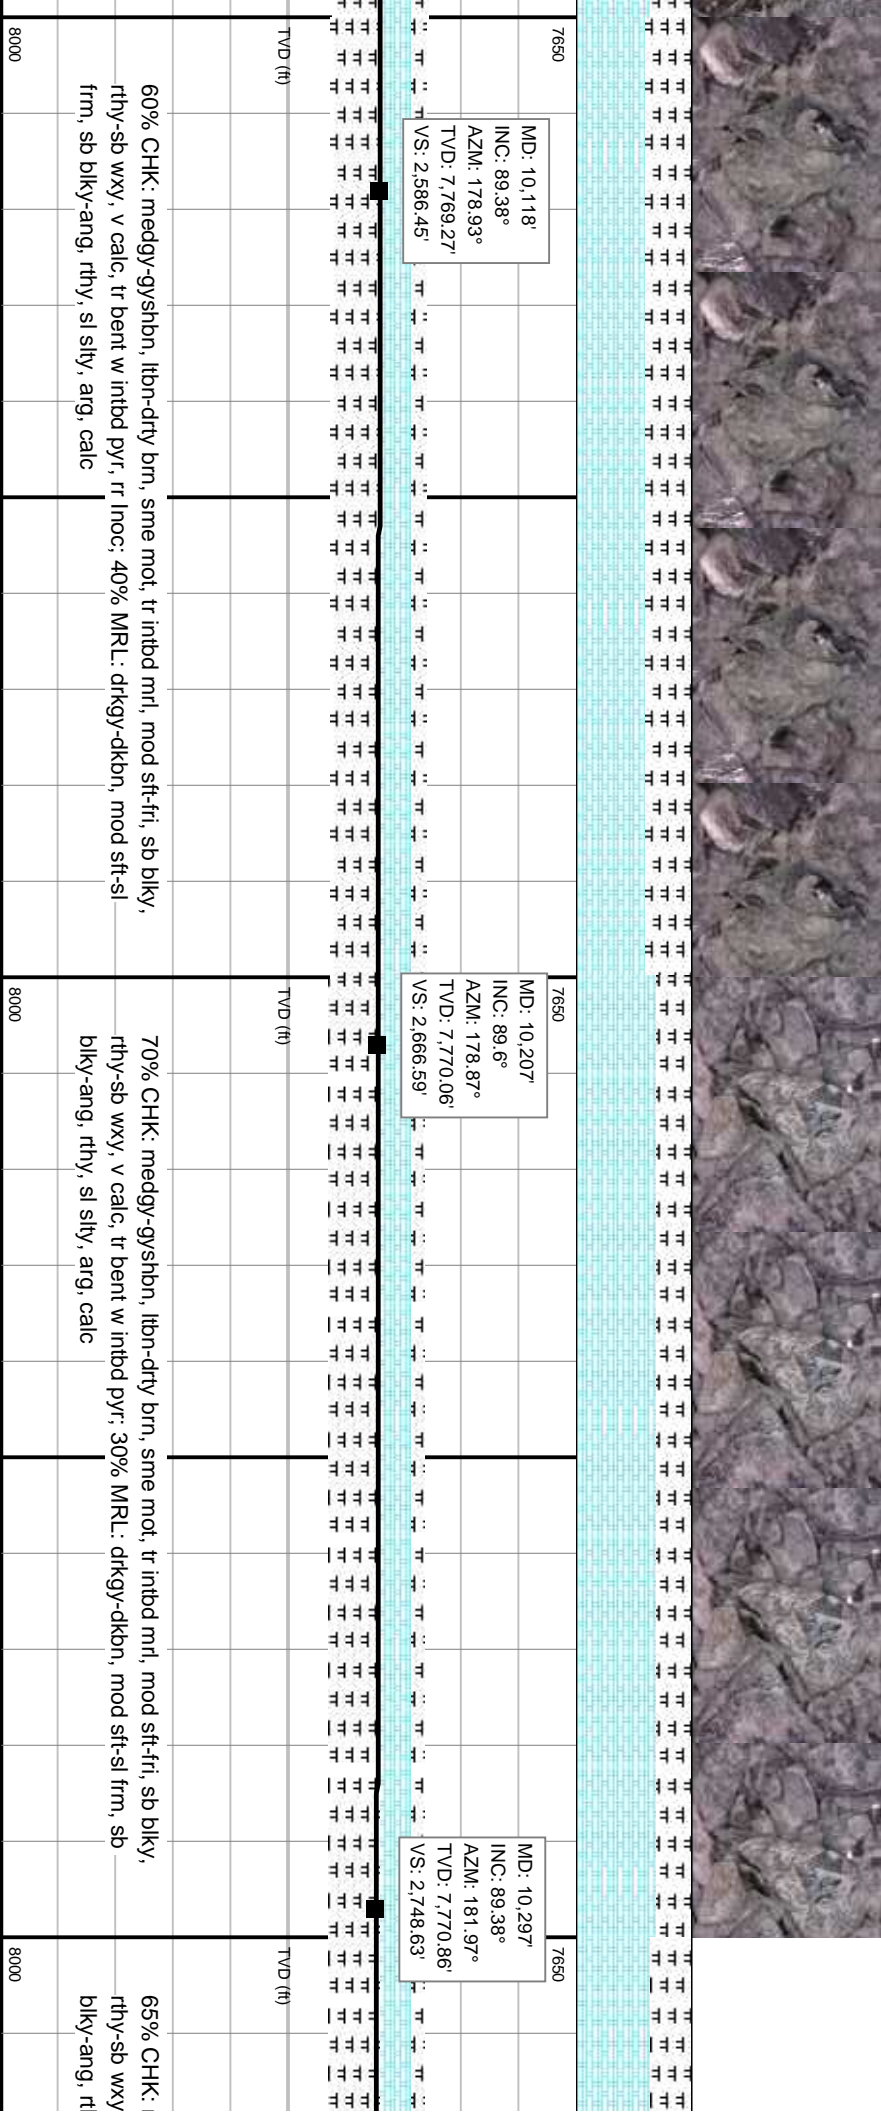 8000
TVD (ft)
7650
MD: 10,118'
INC: 89.38°
AZM: 178.93°
TVD: 7,769.27'
VS: 2,586.45'
60% CHK: medgy-gyshbn, ltbn-drty brn, sme mot, tr intbd mrl, mod sft-fri, sb blky,
rthy-sb wxy, v calc, tr bent w intbd pyr, rr Inoc; 40% MRL: drkgy-dkbn, mod sft-sl
frm, sb blky-ang, rthy, sl slty, arg, calc
8000
TVD (ft)
7650
MD: 10,207'
INC: 89.6°
AZM: 178.87°
TVD: 7,770.06'
VS: 2,666.59'
70% CHK: medgy-gyshbn, ltbn-drty brn, sme mot, tr intbd mrl, mod sft-fri, sb blky,
rthy-sb wxy, v calc, tr bent w intbd pyr; 30% MRL: drkgy-dkbn, mod sft-sl frm, sb
blky-ang, rthy, sl slty, arg, calc
MD: 10,297'
INC: 89.38°
AZM: 181.97°
TVD: 7,770.86'
VS: 2,748.63'
8000
TVD (ft)
7650
65% CHK:
rthy-sb wxy
blky-ang,